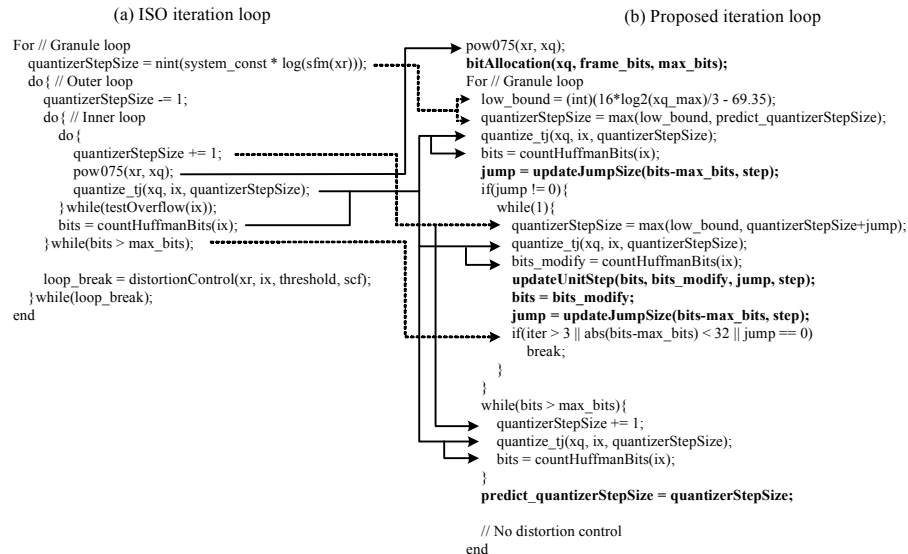 (a) ISO iteration loop
For // Granule loop
quantizerStepSize = nint(system_const * log(sfm(xr)));
do{ // Outer loop
quantizerStepSize -= 1;
do{ // Inner loop
do{
quantizerStepSize += 1;
pow075(xr, xq);
quantize_tj(xq, ix, quantizerStepSize);
}while(testOverflow(ix));
bits = countHuffmanBits(ix);
}while(bits > max_bits);
loop_break = distortionControl(xr, ix, threshold, scf);
}while(loop_break);
end
(b) Proposed iteration loop
pow075(xr, xq);
bitAllocation(xq, frame_bits, max_bits);
For // Granule loop
low_bound = (int)(16*log2(xq_max)/3 - 69.35);
quantizerStepSize = max(low_bound, predict_quantizerStepSize);
quantize_tj(xq, ix, quantizerStepSize);
bits = countHuffmanBits(ix);
jump = updateJumpSize(bits-max_bits, step);
if(jump != 0){
while(1){
quantizerStepSize = max(low_bound, quantizerStepSize+jump);
quantize_tj(xq, ix, quantizerStepSize);
bits_modify = countHuffmanBits(ix);
updateUnitStep(bits, bits_modify, jump, step);
bits = bits_modify;
jump = updateJumpSize(bits-max_bits, step);
if(iter > 3 || abs(bits-max_bits) < 32 || jump == 0)
break;
}
}
while(bits > max_bits){
quantizerStepSize += 1;
quantize_tj(xq, ix, quantizerStepSize);
bits = countHuffmanBits(ix);
}
predict_quantizerStepSize = quantizerStepSize;
// No distortion control
end